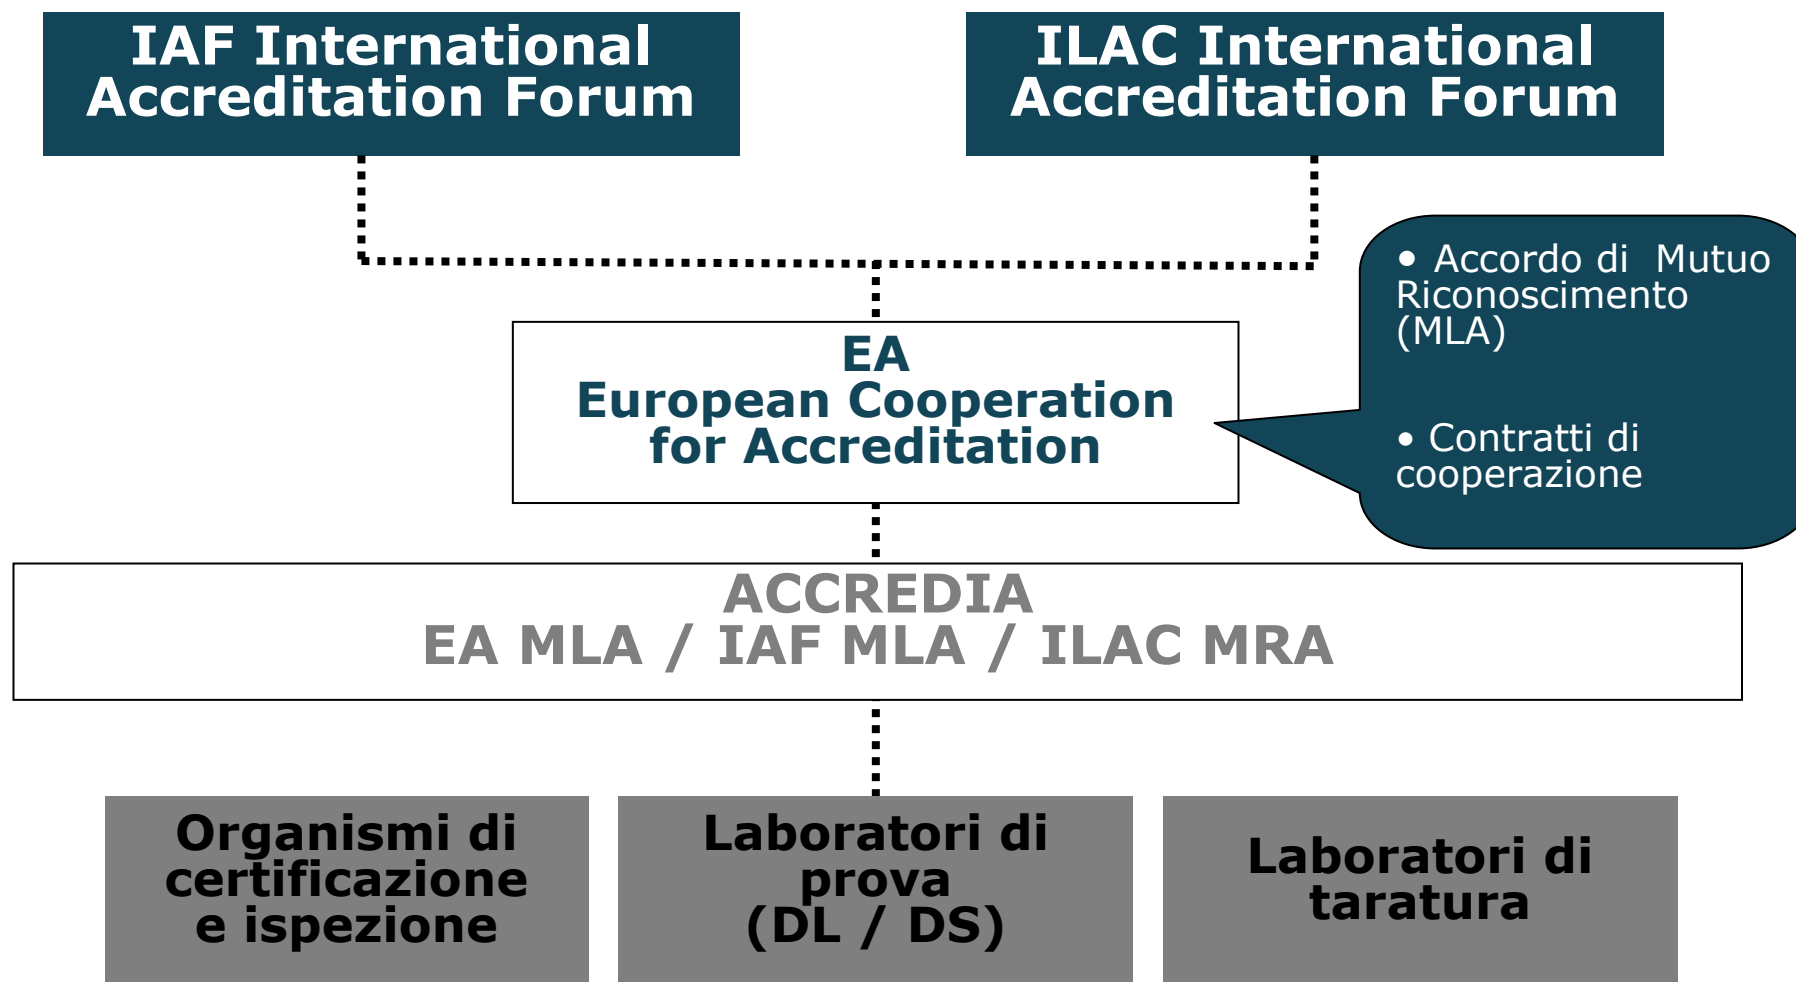 IAF International
Accreditation Forum
ILAC International
Accreditation Forum
• Accordo di  Mutuo
Riconoscimento
(MLA)
• Contratti di
cooperazione
EA
European Cooperation
for Accreditation
ACCREDIA
EA MLA / IAF MLA / ILAC MRA
Organismi di
certificazione
e ispezione
Laboratori di
prova
(DL / DS)
Laboratori di
taratura